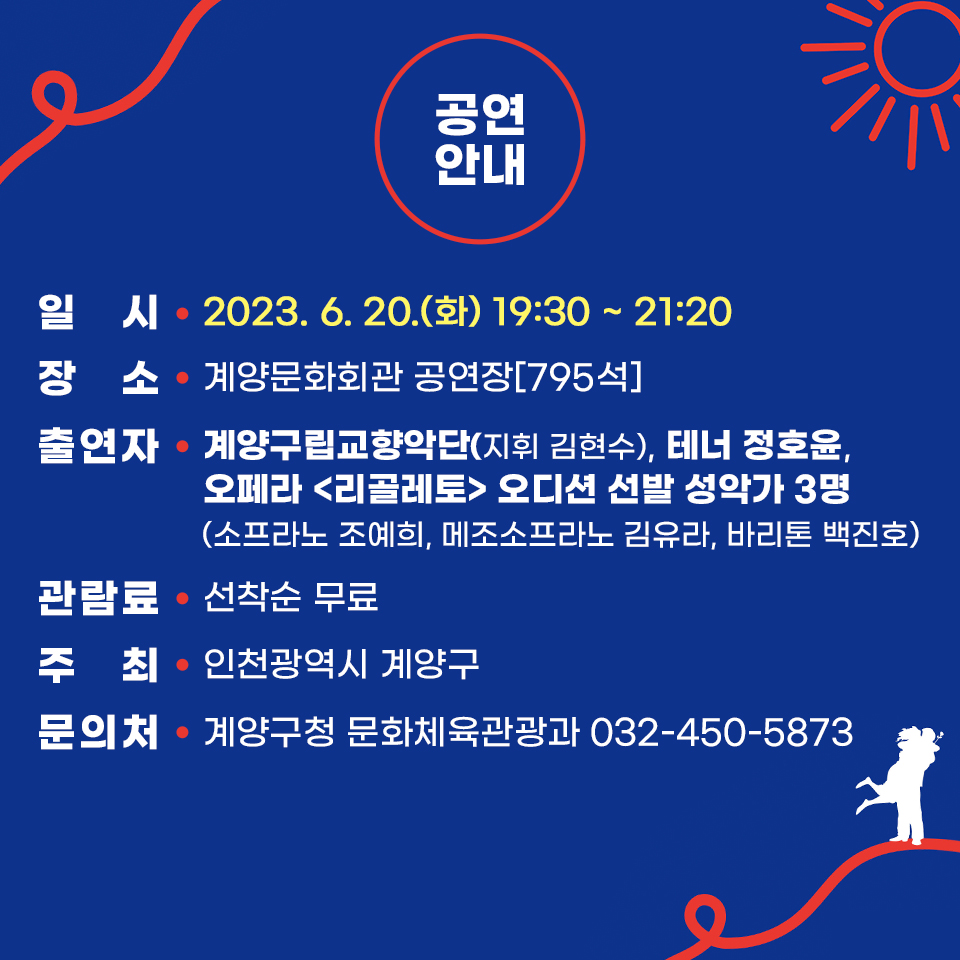 공연
안내
일 시 • 2023. 6. 20.(화) 19:30 ~ 21:20
장 소 • 계양문화회관 공연장[795석]
출연자 • 계양구립교향악단(지휘 김현수), 테너 정호윤,
오페라 <리골레토> 오디션 선발 성악가 3명
(소프라노 조예희, 메조소프라노 김유라, 바리톤 백진호)
관람료 • 선착순 무료
주 최 • 인천광역시 계양구
문의처 • 계양구청 문화체육관광과 032-450-5873